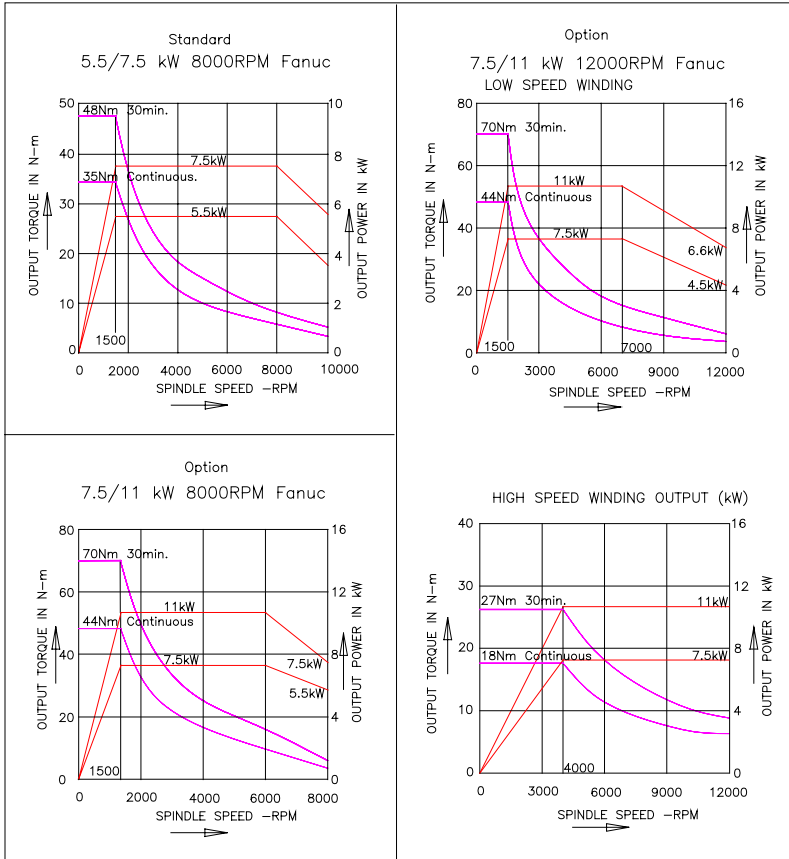 Standard
5.5/7.5 kW 8000RPM Fanuc
OUTPUT TORQUE IN N-m
50
40
30
20
10
0
48Nm 30min.
35Nm Continuous.
7.5kW
5.5kW
1500
10
8
6
4
2
0
OUTPUT POWER IN kW
0 2000 4000 6000 8000 10000
SPINDLE SPEED -RPM
Option
7.5/11 kW 12000RPM Fanuc
LOW SPEED WINDING
OUTPUT TORQUE IN N-m
80
60
40
20
0
70Nm 30min.
44Nm Continuous
11kW
7.5kW
6.6kW
4.5kW
1500
7000
16
12
8
4
0
OUTPUT POWER IN kW
0 3000 6000 9000 12000
SPINDLE SPEED -RPM
Option
7.5/11 kW 8000RPM Fanuc
OUTPUT TORQUE IN N-m
80
60
40
20
0
70Nm 30min.
44Nm Continuous
11kW
7.5kW
7.5kW
5.5kW
1500
16
12
8
4
0
OUTPUT POWER IN kW
0 2000 4000 6000 8000
SPINDLE SPEED -RPM
HIGH SPEED WINDING OUTPUT (kW)
OUTPUT TORQUE IN N-m
40
30
20
10
0
27Nm 30min.
18Nm Continuous
11kW
7.5kW
4000
16
12
8
4
0
OUTPUT POWER IN kW
0 3000 6000 9000 12000
SPINDLE SPEED -RPM